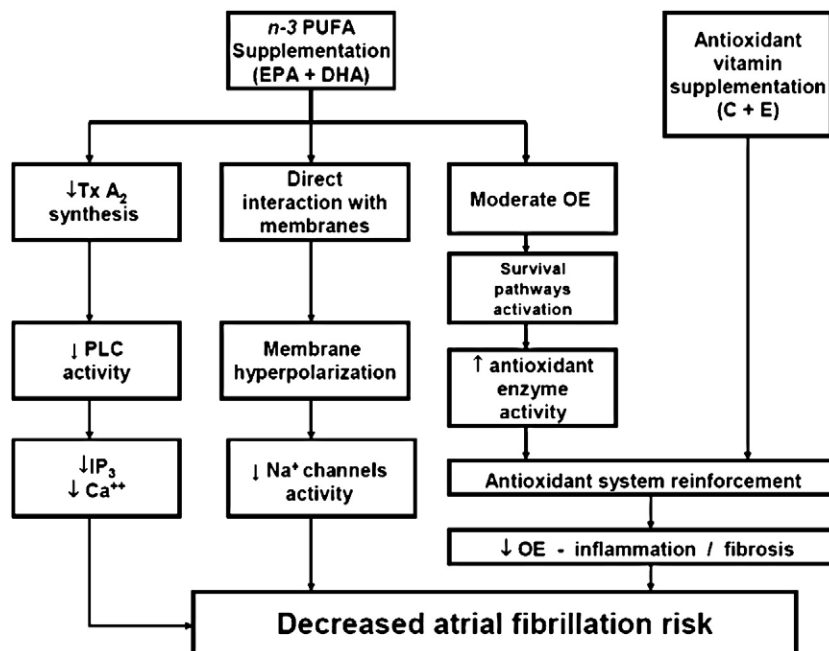 n-3 PUFA
Supplementation
(EPA + DHA)
Antioxidant
vitamin
supplementation
(C + E)
↓Tx A₂
synthesis
Direct
interaction with
membranes
Moderate OE
Survival
pathways
activation
↓ PLC
activity
Membrane
hyperpolarization
↑ antioxidant
enzyme
activity
↓IP₃
↓ Ca⁺⁺
↓ Na⁺ channels
activity
Antioxidant system reinforcement
↓ OE - inflammation / fibrosis
Decreased atrial fibrillation risk